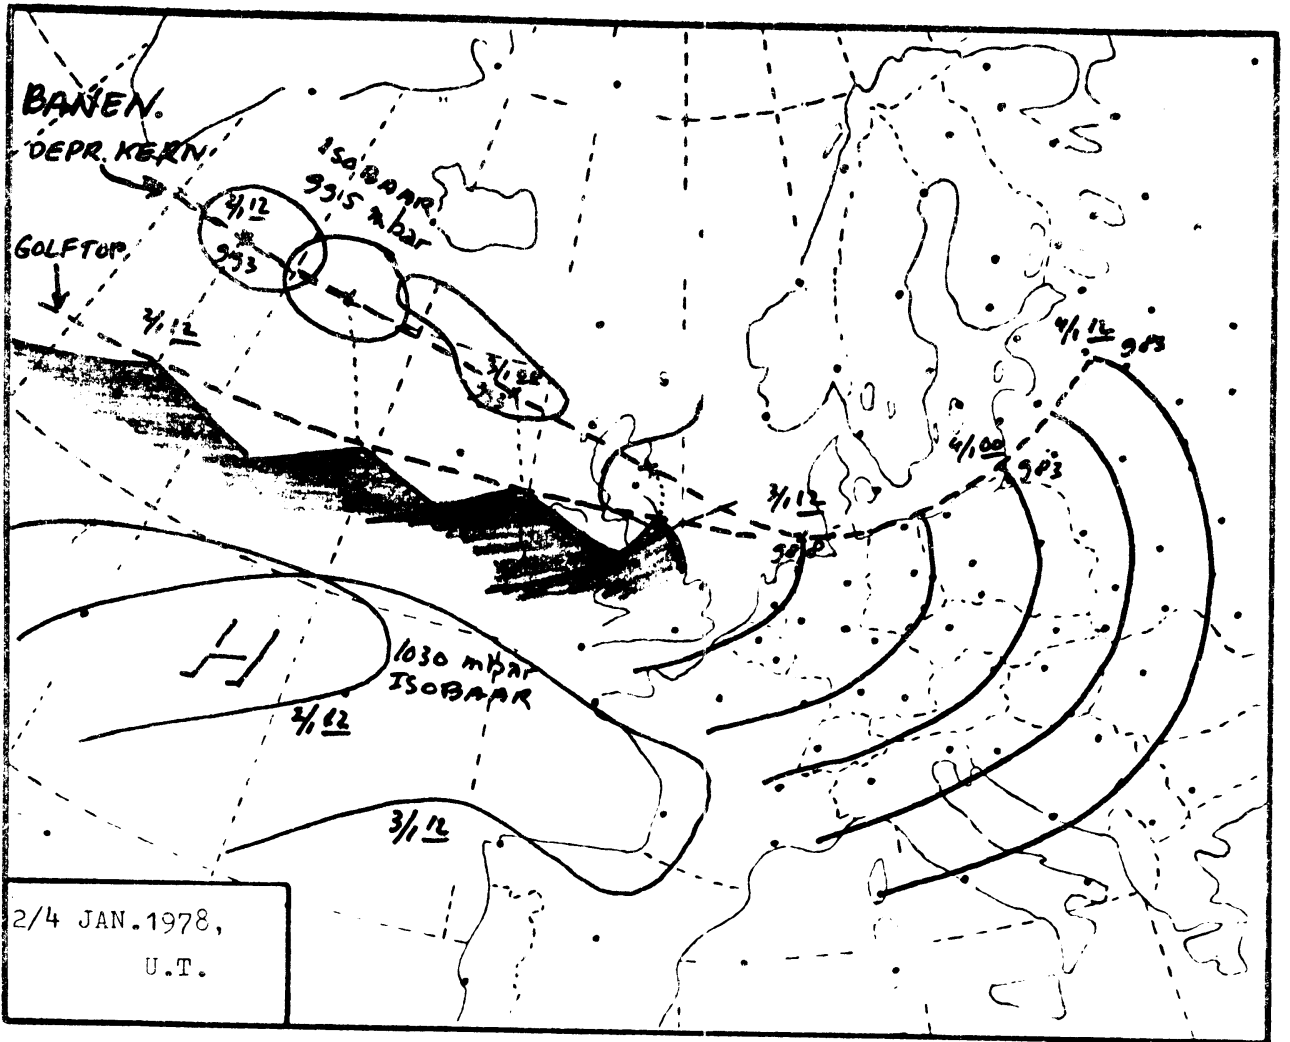 BANEN.
DEPR. KERN.
GOLFTOP
ISOBAAR
995 mbar
2/1 12
993
2/1 12
3/1 00
3/1 12
988
4/1 00
983
4/1 12
983
H
1030 mbar
ISOBAAR
2/1 12
3/1 12
2/4 JAN.1978,
U.T.